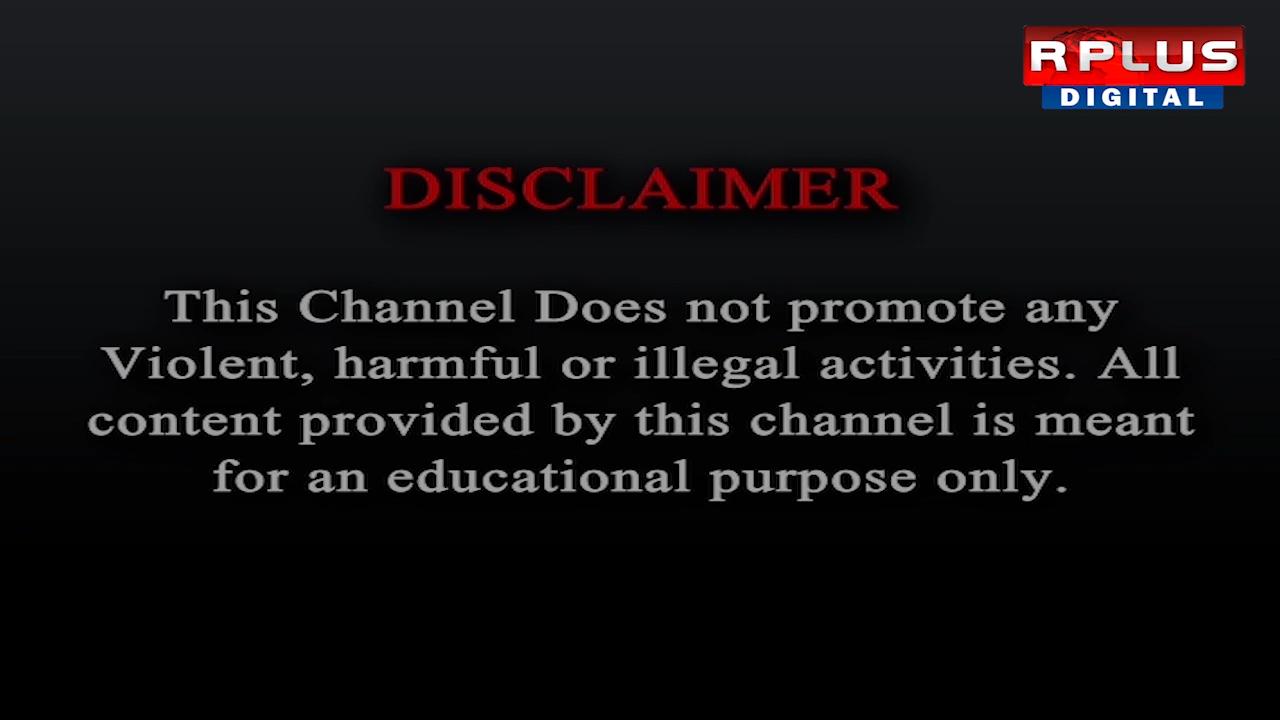 RPLUS
DIGITAL
DISCLAIMER
This Channel Does not promote any
Violent, harmful or illegal activities. All
content provided by this channel is meant
for an educational purpose only.